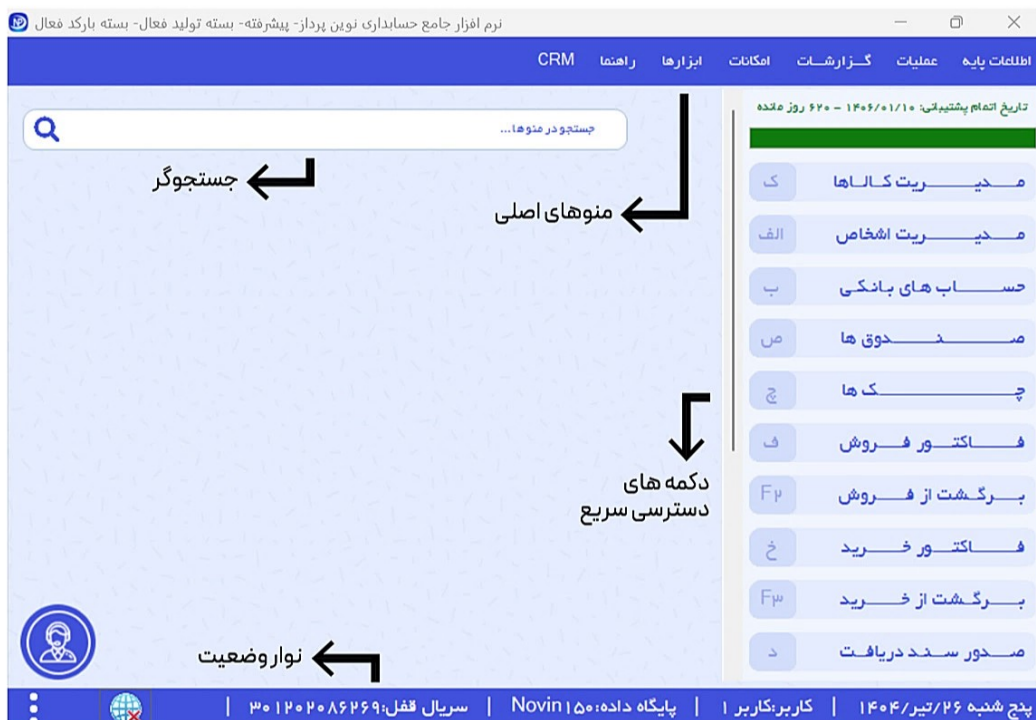 نرم افزار جامع حسابداری نوین پرداز- پیشرفته- بسته تولید فعال- بسته بارکد فعال
اطلاعات پایه عملیات گزارشات امکانات ابزارها راهنما CRM
تاریخ اتمام پشتیبانی: ۱۴۰۶/۰۱/۱۰ - ۶۲۰ روز مانده
جستجو در منوها...
جستجوگر
منوهای اصلی
مدیریت کالاها ک
مدیریت اشخاص الف
حساب های بانکی ب
صندوق ها ص
چک ها چ
فاکتور فروش ف
برگشت از فروش F۲
فاکتور خرید خ
برگشت از خرید F۳
صدور سند دریافت د
دکمه های
دسترسی سریع
نوار وضعیت
پنج شنبه ۲۶/تیر/۱۴۰۴ | کاربر:کاربر ۱ | پایگاه داده:Novin۱۵۰ | سریال قفل:۳۰۱۲۰۲۰۸۶۲۶۹ |